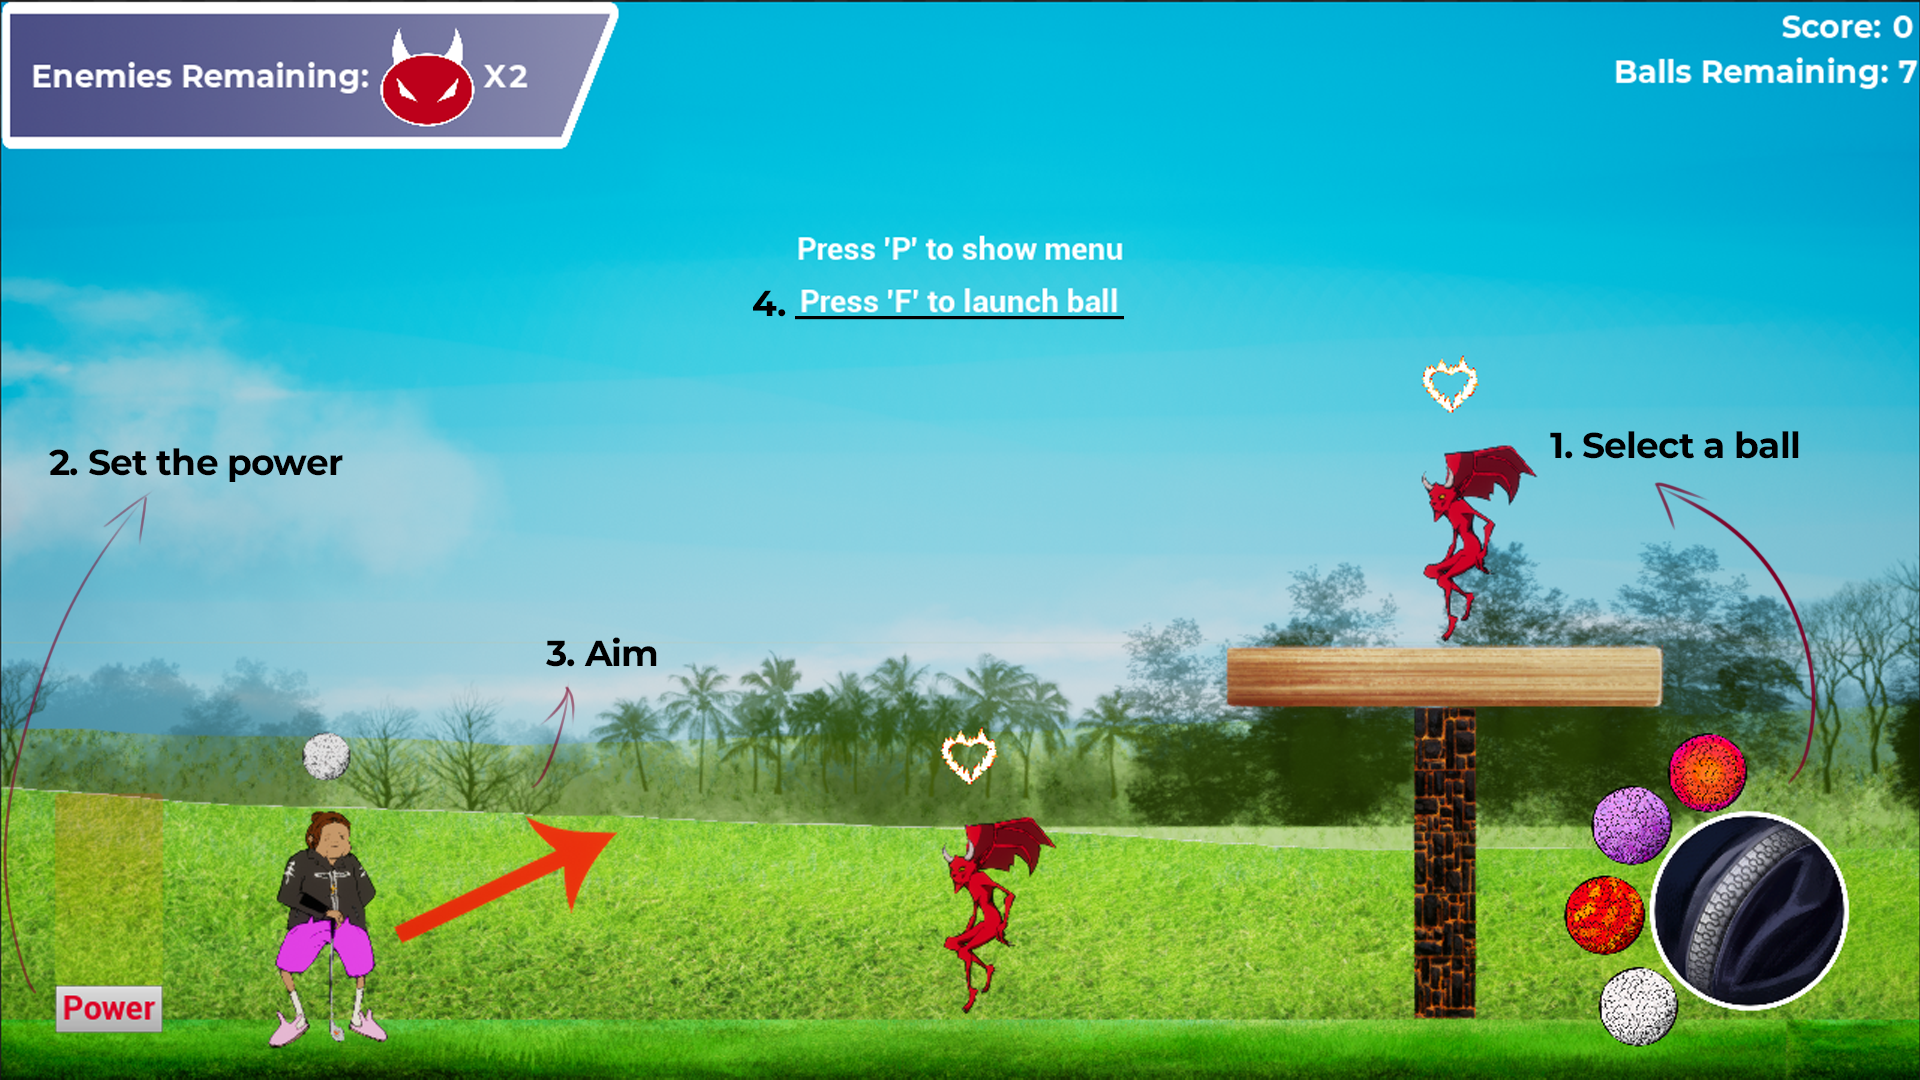 Enemies Remaining: X2
Score: 0
Balls Remaining: 7
Press 'P' to show menu
4. Press 'F' to launch ball
1. Select a ball
2. Set the power
3. Aim
Power